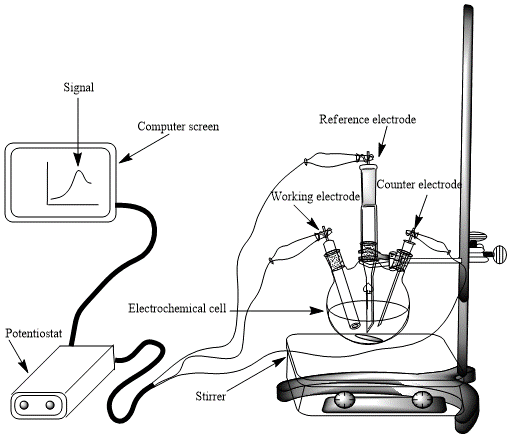 Signal
Computer screen
Reference electrode
Working electrode
Counter electrode
Electrochemical cell
Potentiostat
Stirrer